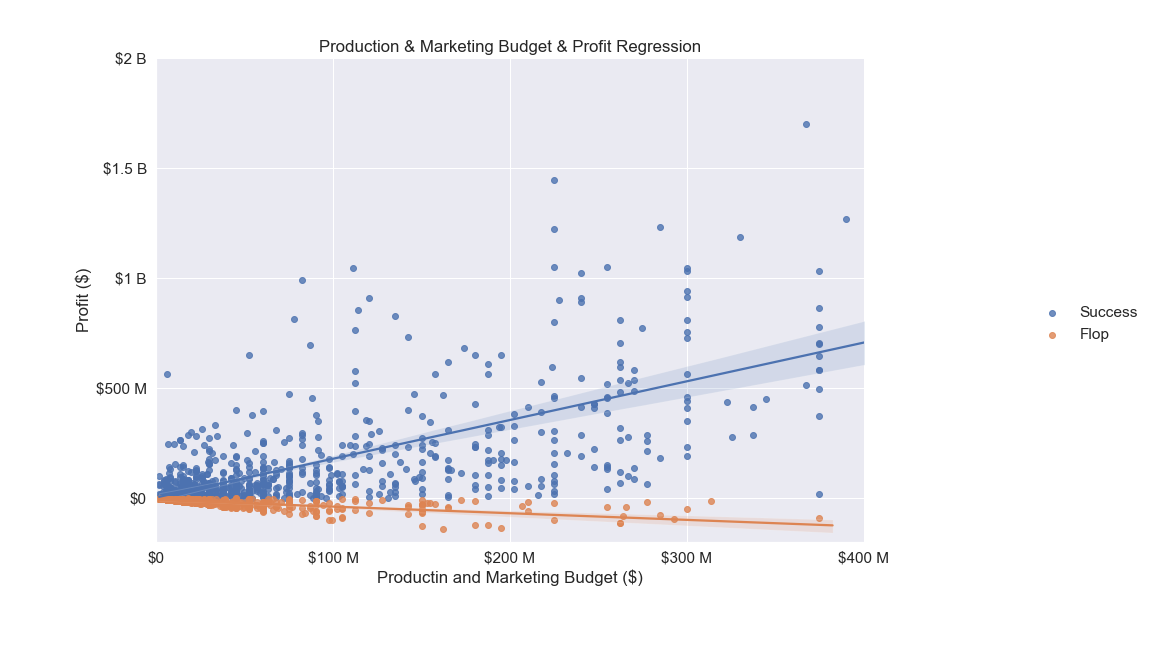 Production & Marketing Budget & Profit Regression
$2 B
$1.5 B
$1 B
$500 M
$0
Profit ($)
$0
$100 M
$200 M
$300 M
$400 M
Productin and Marketing Budget ($)
Success
Flop